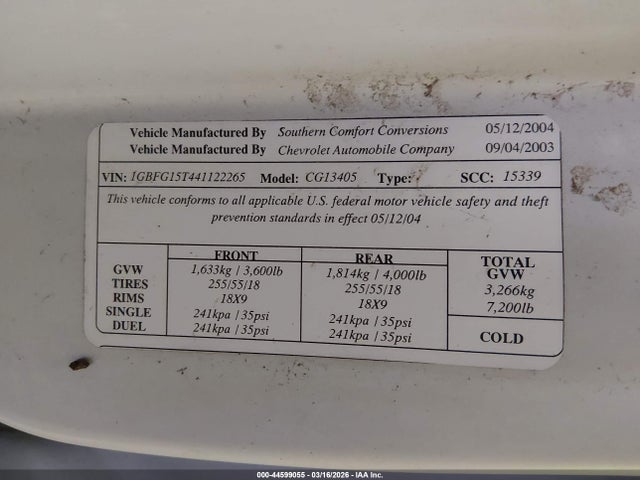 Vehicle Manufactured By Southern Comfort Conversions 05/12/2004
Vehicle Manufactured By Chevrolet Automobile Company 09/04/2003
VIN: 1GBFG15T441122265 Model: CG13405 Type: SCC: 15339
This vehicle conforms to all applicable U.S. federal motor vehicle safety and theft
prevention standards in effect 05/12/04
FRONT REAR TOTAL
GVW 1,633kg / 3,600lb 1,814kg / 4,000lb GVW
TIRES 255/55/18 255/55/18 3,266kg
RIMS 18X9 18X9 7,200lb
SINGLE 241kpa / 35psi 241kpa / 35psi
DUEL 241kpa / 35psi 241kpa / 35psi COLD
000-44599055 - 03/16/2026 - IAA Inc.